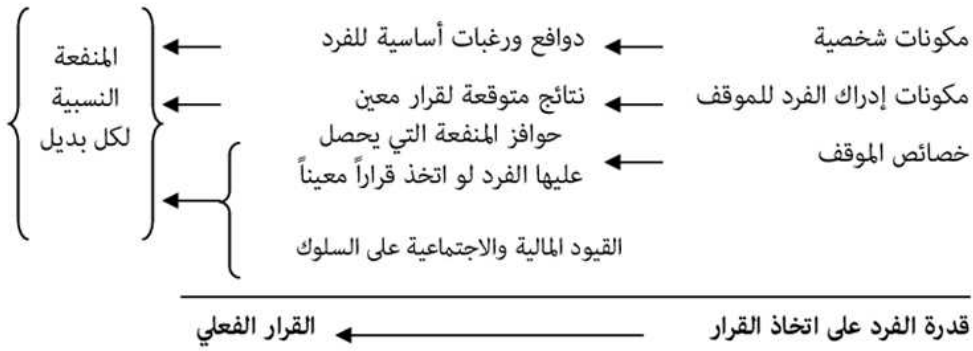 مكونات شخصية
دوافع ورغبات أساسية للفرد
مكونات إدراك الفرد للموقف
نتائج متوقعة لقرار معين
خصائص الموقف
حوافز المنفعة التي يحصل
عليها الفرد لو اتخذ قراراً معيناً
القيود المالية والاجتماعية على السلوك
المنفعة
النسبية
لكل بديل
قدرة الفرد على اتخاذ القرار
القرار الفعلي